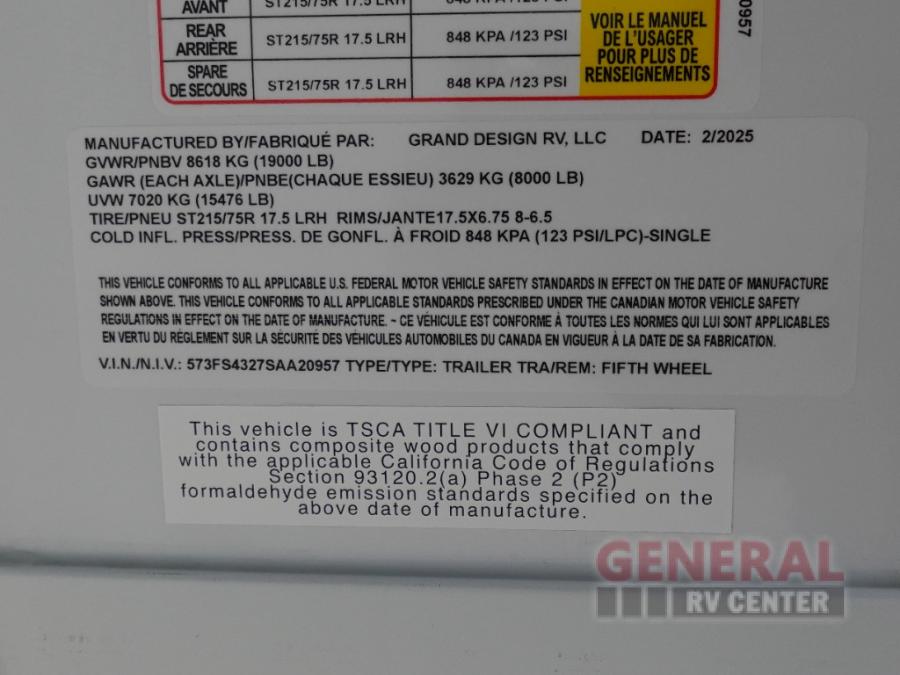 AVANT ST215/75R 17.5 LRH 848 KPA /123 PSI
REAR
ARRIÈRE ST215/75R 17.5 LRH 848 KPA /123 PSI
SPARE
DE SECOURS ST215/75R 17.5 LRH 848 KPA /123 PSI
VOIR LE MANUEL
DE L'USAGER
POUR PLUS DE
RENSEIGNEMENTS
0957
MANUFACTURED BY/FABRIQUÉ PAR: GRAND DESIGN RV, LLC DATE: 2/2025
GVWR/PNBV 8618 KG (19000 LB)
GAWR (EACH AXLE)/PNBE(CHAQUE ESSIEU) 3629 KG (8000 LB)
UVW 7020 KG (15476 LB)
TIRE/PNEU ST215/75R 17.5 LRH RIMS/JANTE17.5X6.75 8-6.5
COLD INFL. PRESS/PRESS. DE GONFL. À FROID 848 KPA (123 PSI/LPC)-SINGLE
THIS VEHICLE CONFORMS TO ALL APPLICABLE U.S. FEDERAL MOTOR VEHICLE SAFETY STANDARDS IN EFFECT ON THE DATE OF MANUFACTURE
SHOWN ABOVE. THIS VEHICLE CONFORMS TO ALL APPLICABLE STANDARDS PRESCRIBED UNDER THE CANADIAN MOTOR VEHICLE SAFETY
REGULATIONS IN EFFECT ON THE DATE OF MANUFACTURE. ~ CE VÉHICULE EST CONFORME À TOUTES LES NORMES QUI LUI SONT APPLICABLES
EN VERTU DU RÈGLEMENT SUR LA SÉCURITÉ DES VÉHICULES AUTOMOBILES DU CANADA EN VIGUEUR À LA DATE DE SA FABRICATION.
V.I.N./N.I.V.: 573FS4327SAA20957 TYPE/TYPE: TRAILER TRA/REM: FIFTH WHEEL
This vehicle is TSCA TITLE VI COMPLIANT and
contains composite wood products that comply
with the applicable California Code of Regulations
Section 93120.2(a) Phase 2 (P2)
formaldehyde emission standards specified on the
above date of manufacture.
GENERAL
RV CENTER